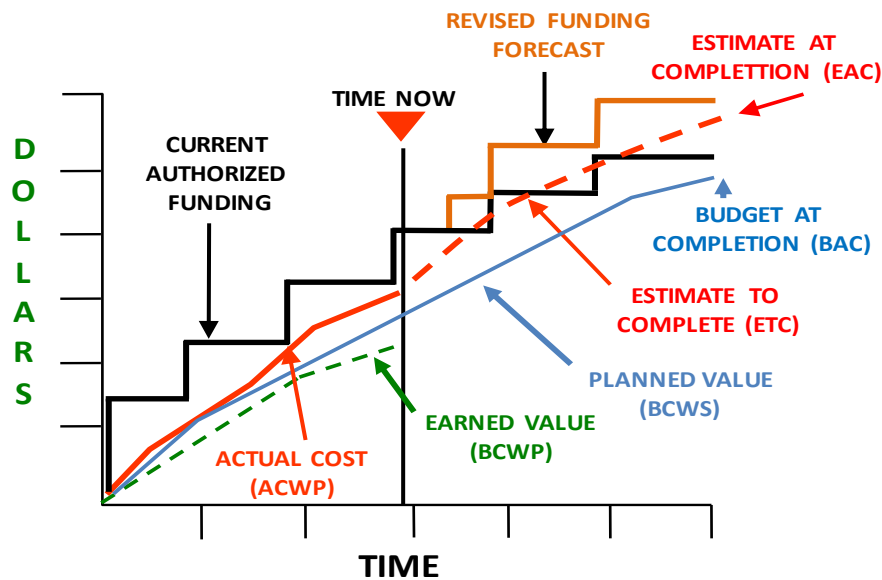 REVISED FUNDING
FORECAST
ESTIMATE AT
COMPLETTION (EAC)
TIME NOW
CURRENT
AUTHORIZED
FUNDING
DOLLARS
BUDGET AT
COMPLETION (BAC)
ESTIMATE TO
COMPLETE (ETC)
PLANNED VALUE
(BCWS)
EARNED VALUE
(BCWP)
ACTUAL COST
(ACWP)
TIME